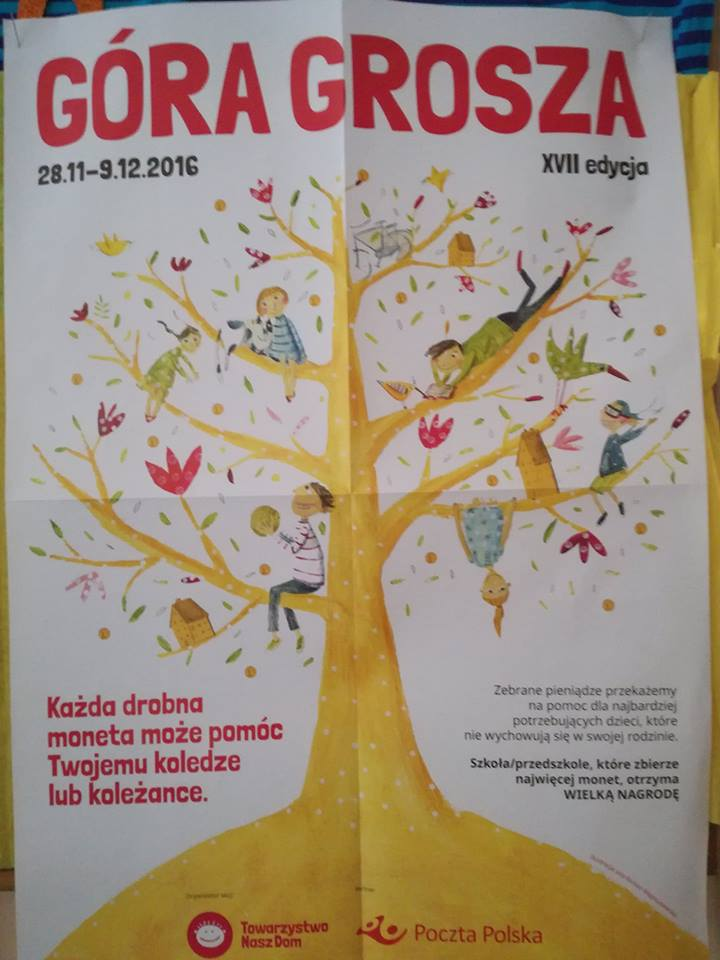 GÓRA GROSZA
28.11–9.12.2016
XVII edycja
Każda drobna
moneta może pomóc
Twojemu koledze
lub koleżance.
Zebrane pieniądze przekażemy
na pomoc dla najbardziej
potrzebujących dzieci, które
nie wychowują się w swojej rodzinie.
Szkoła/przedszkole, które zbierze
najwięcej monet, otrzyma
WIELKĄ NAGRODĘ
Towarzystwo
Nasz Dom
Poczta Polska